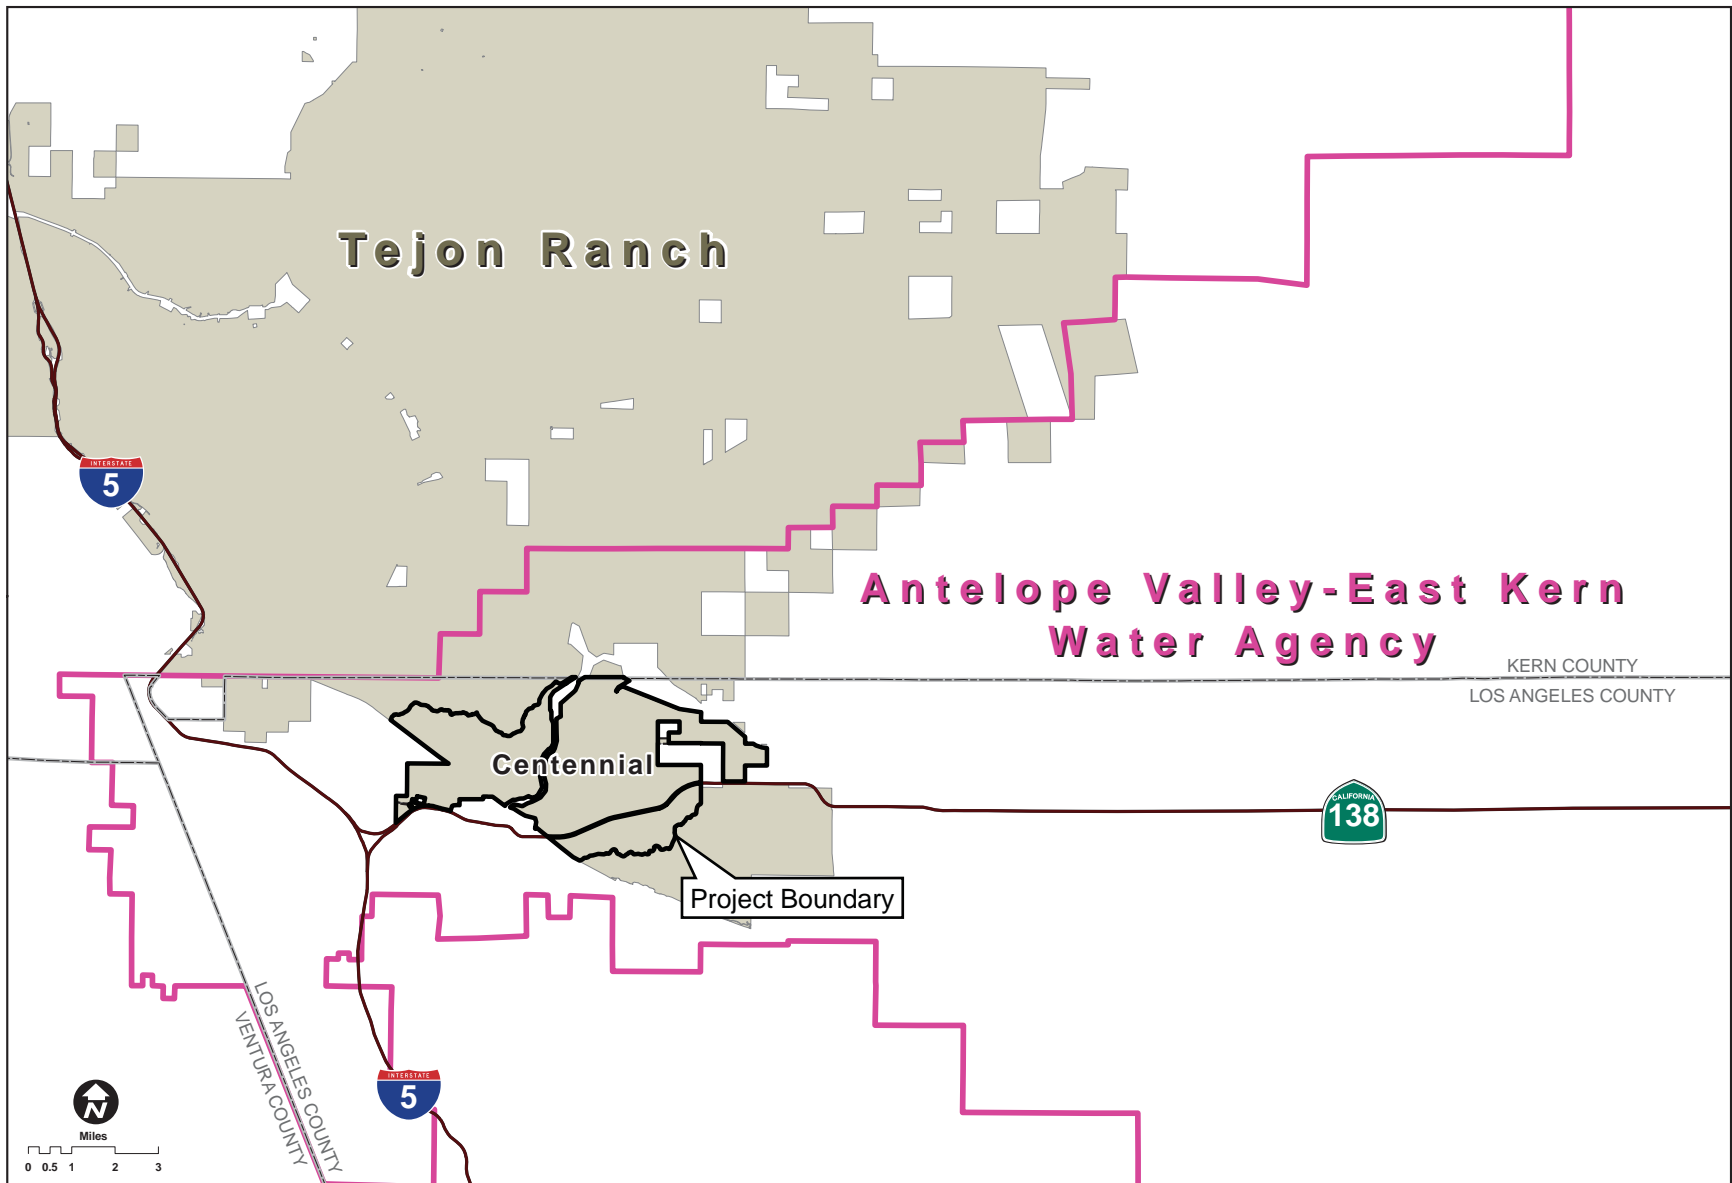 Tejon Ranch
INTERSTATE
5
Antelope Valley-East Kern
Water Agency
KERN COUNTY
LOS ANGELES COUNTY
Centennial
CALIFORNIA
138
Project Boundary
LOS ANGELES COUNTY
VENTURA COUNTY
INTERSTATE
5
N
Miles
0 0.5 1 2 3